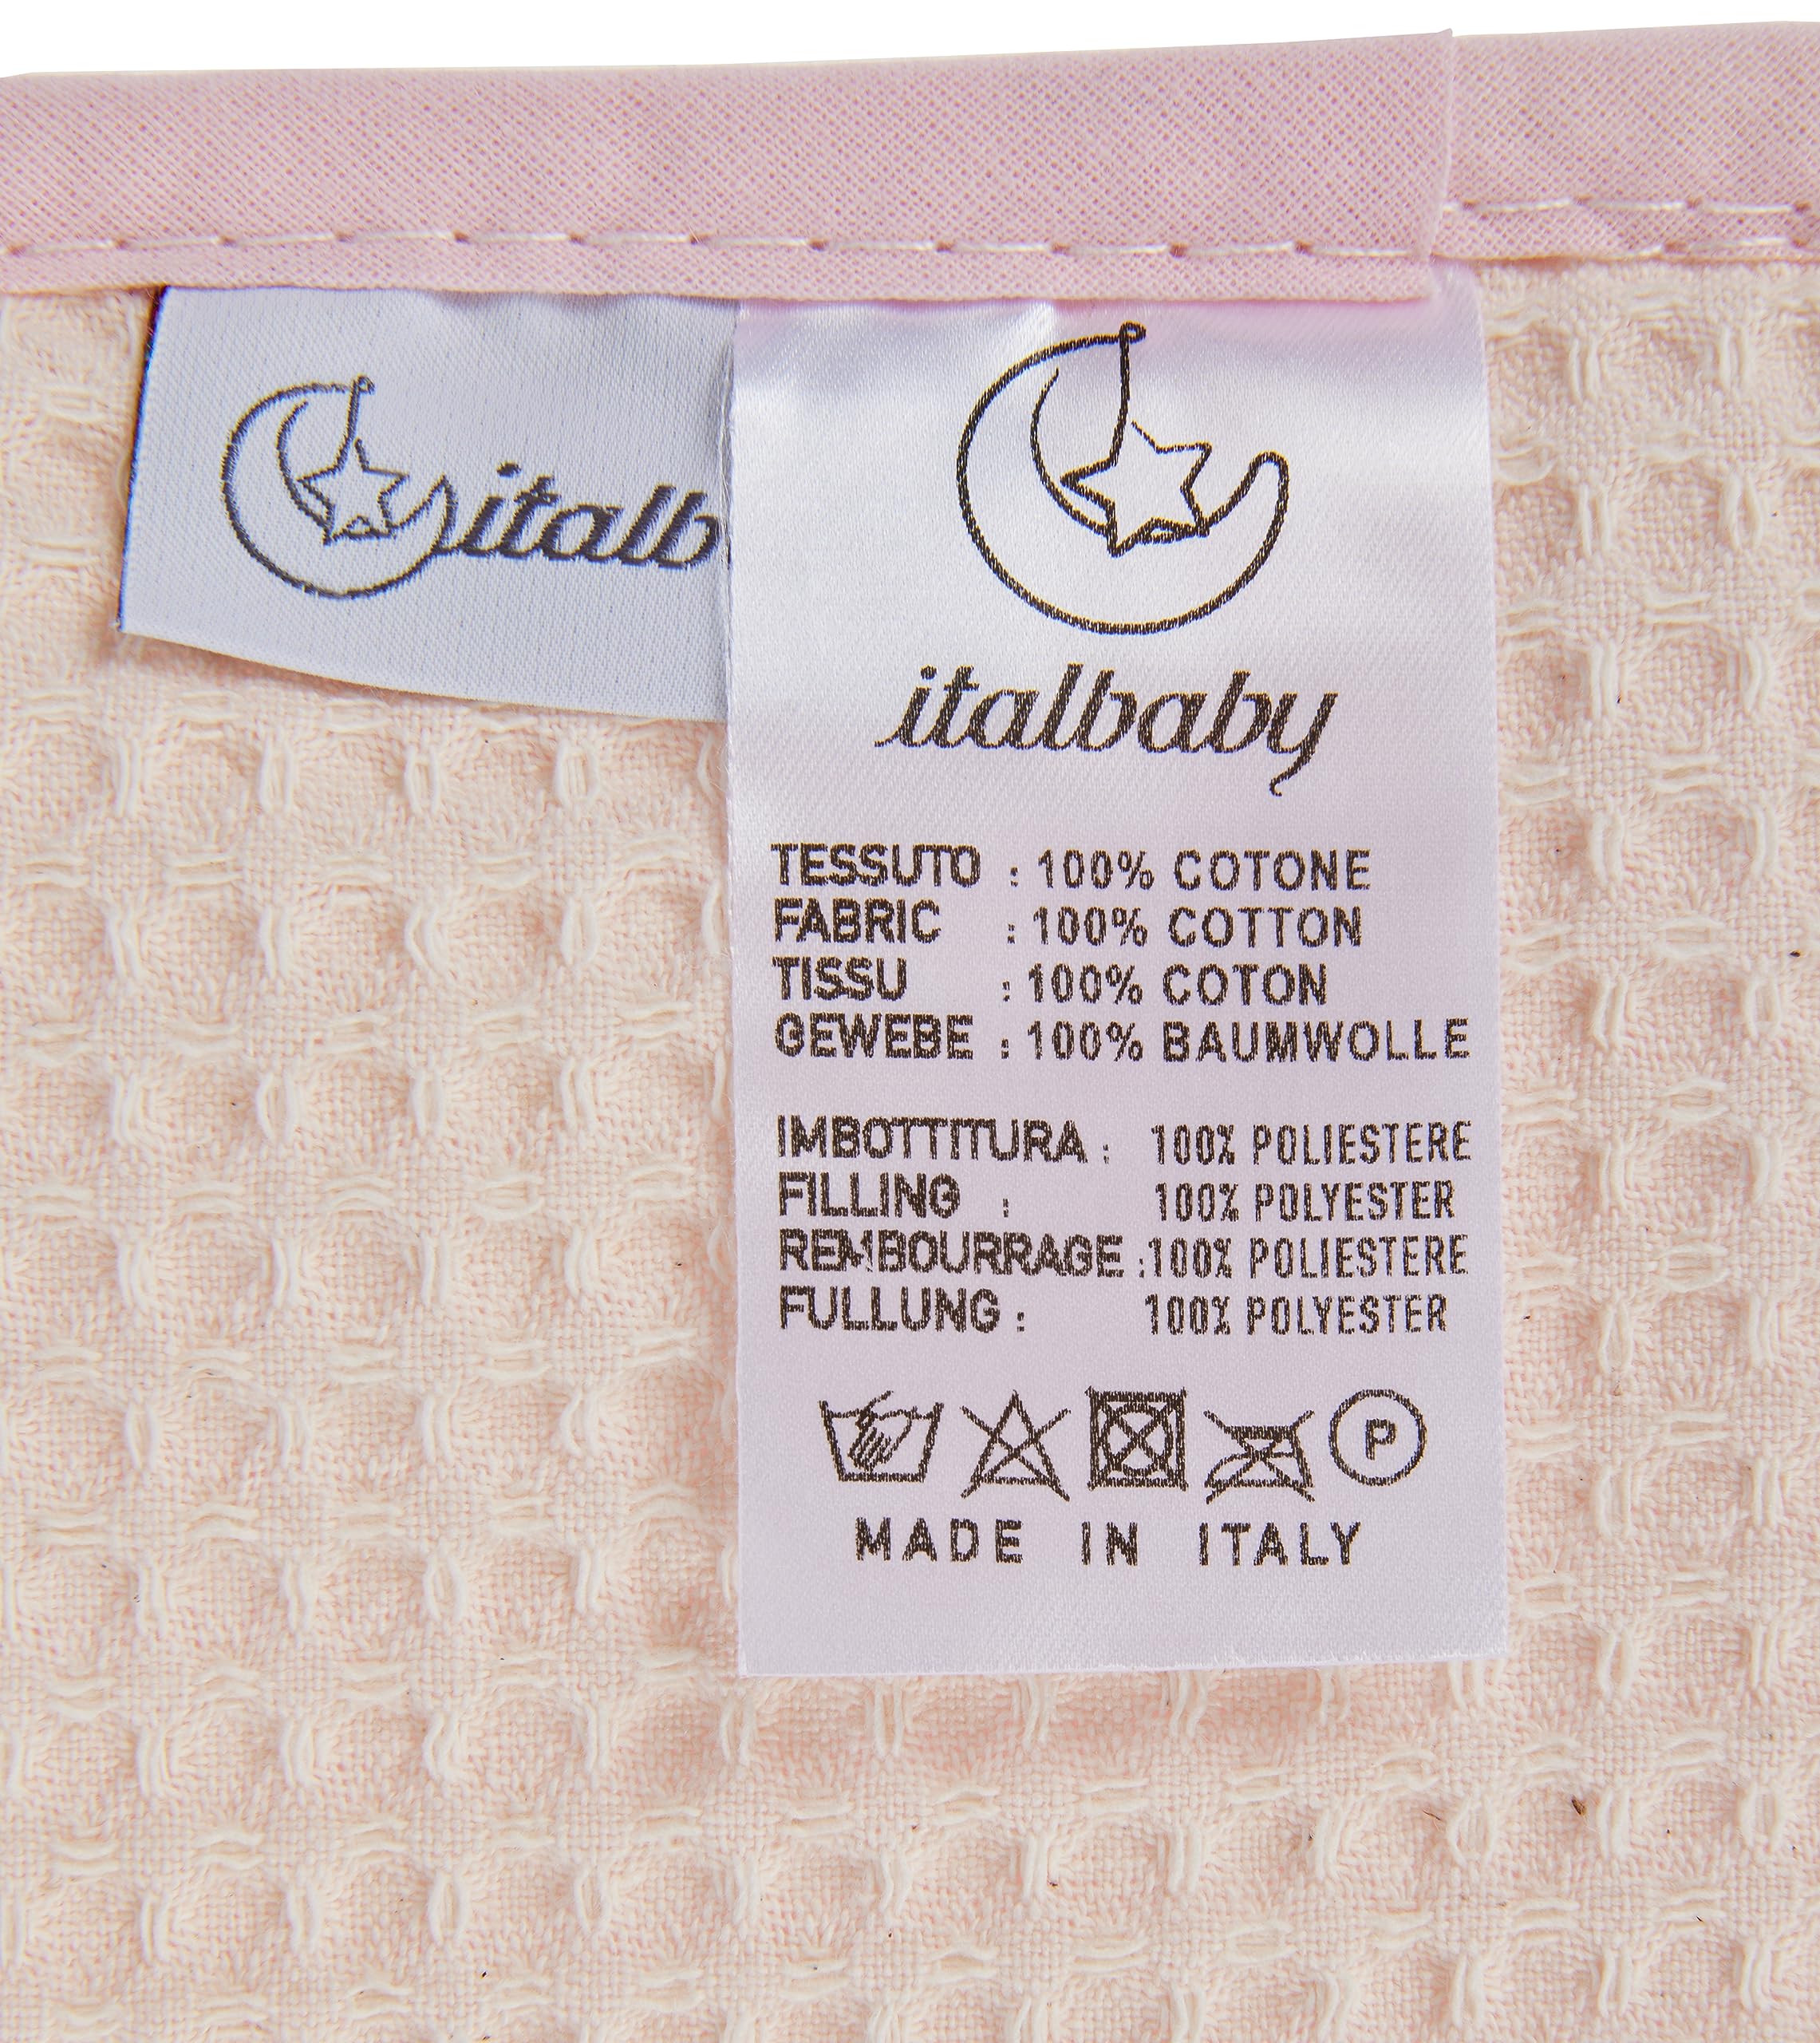 italb
italbaby
TESSUTO : 100% COTONE
FABRIC : 100% COTTON
TISSU : 100% COTON
GEWEBE : 100% BAUMWOLLE
IMBOTTITURA : 100% POLIESTERE
FILLING : 100% POLYESTER
REMBOURRAGE : 100% POLIESTERE
FULLUNG : 100% POLYESTER
P
MADE IN ITALY